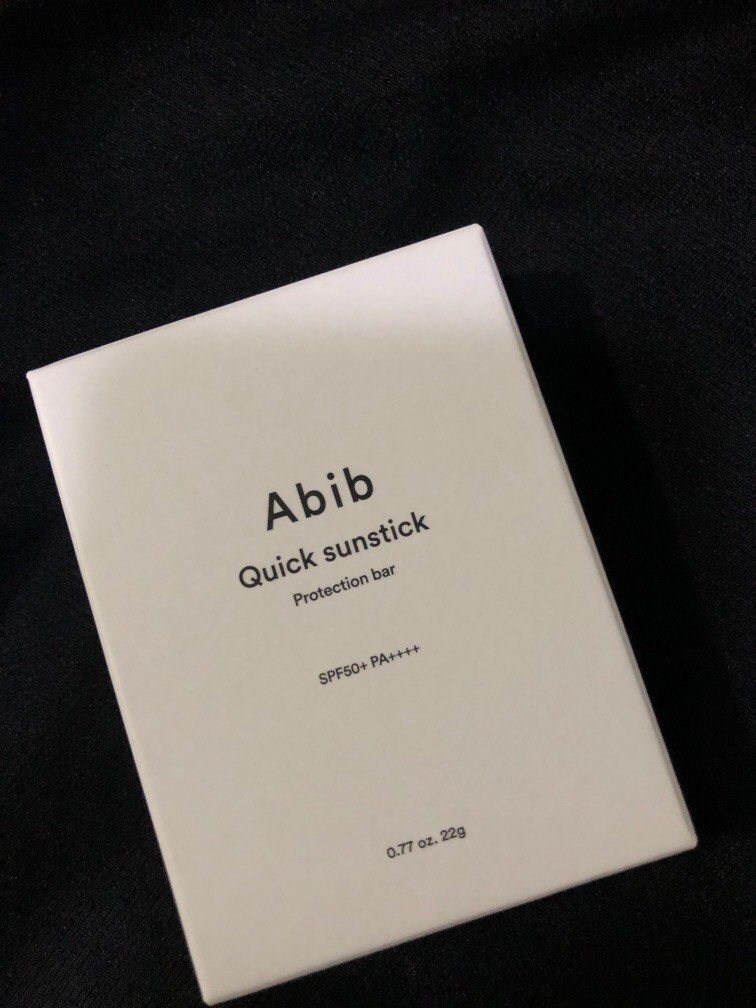 Abib
Quick sunstick
Protection bar
SPF50+ PA++++
0.77 oz. 22g